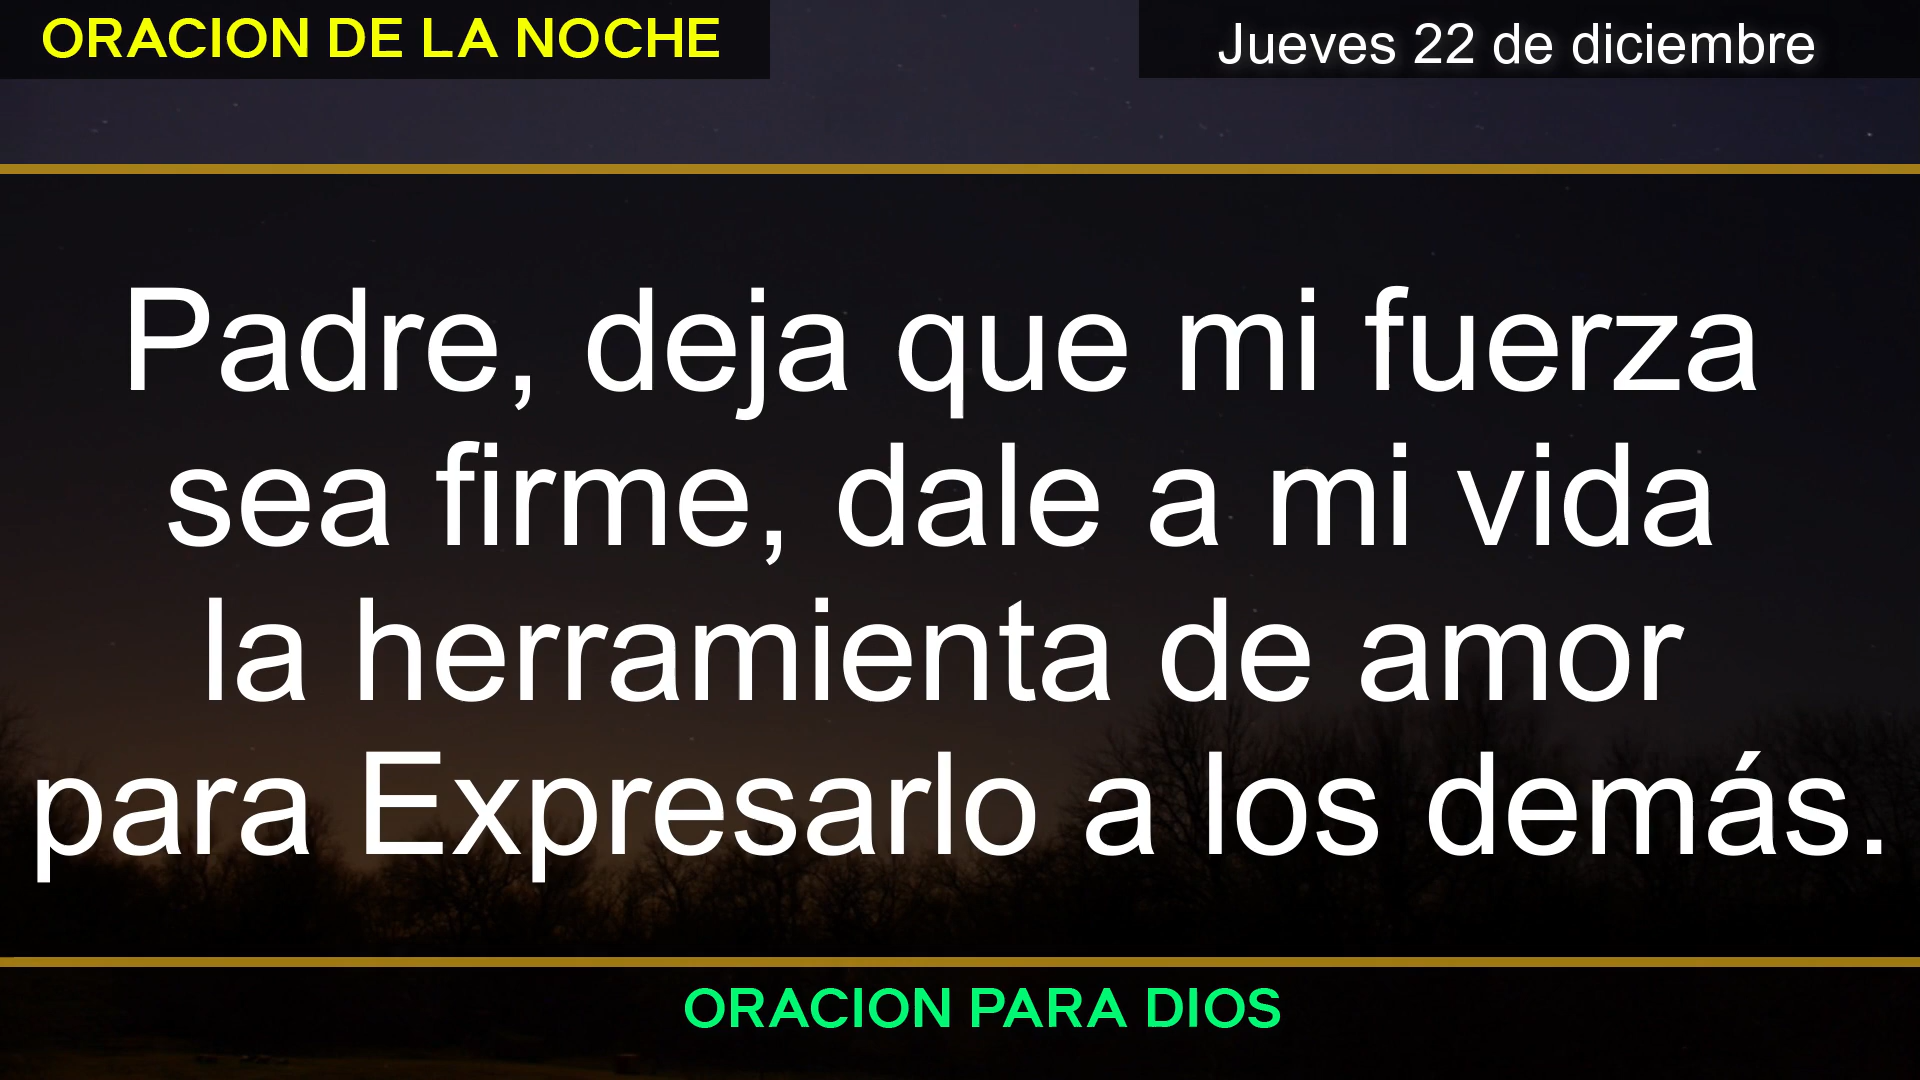 ORACION DE LA NOCHE
Jueves 22 de diciembre
Padre, deja que mi fuerza
sea firme, dale a mi vida
la herramienta de amor
para Expresarlo a los demás.
ORACION PARA DIOS